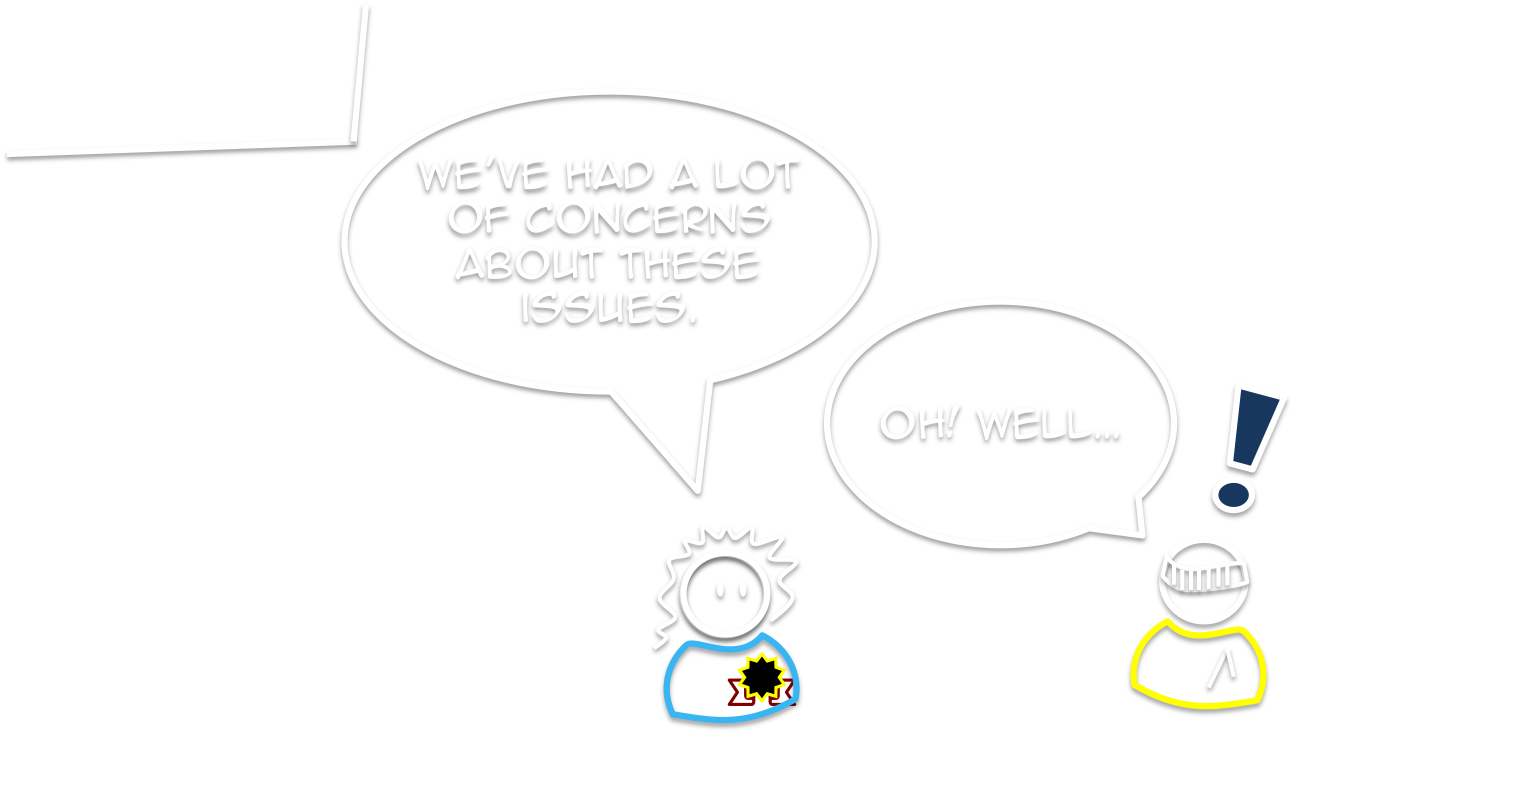 WE'VE HAD A LOT
OF CONCERNS
ABOUT THESE
ISSUES.
OH! WELL...
!